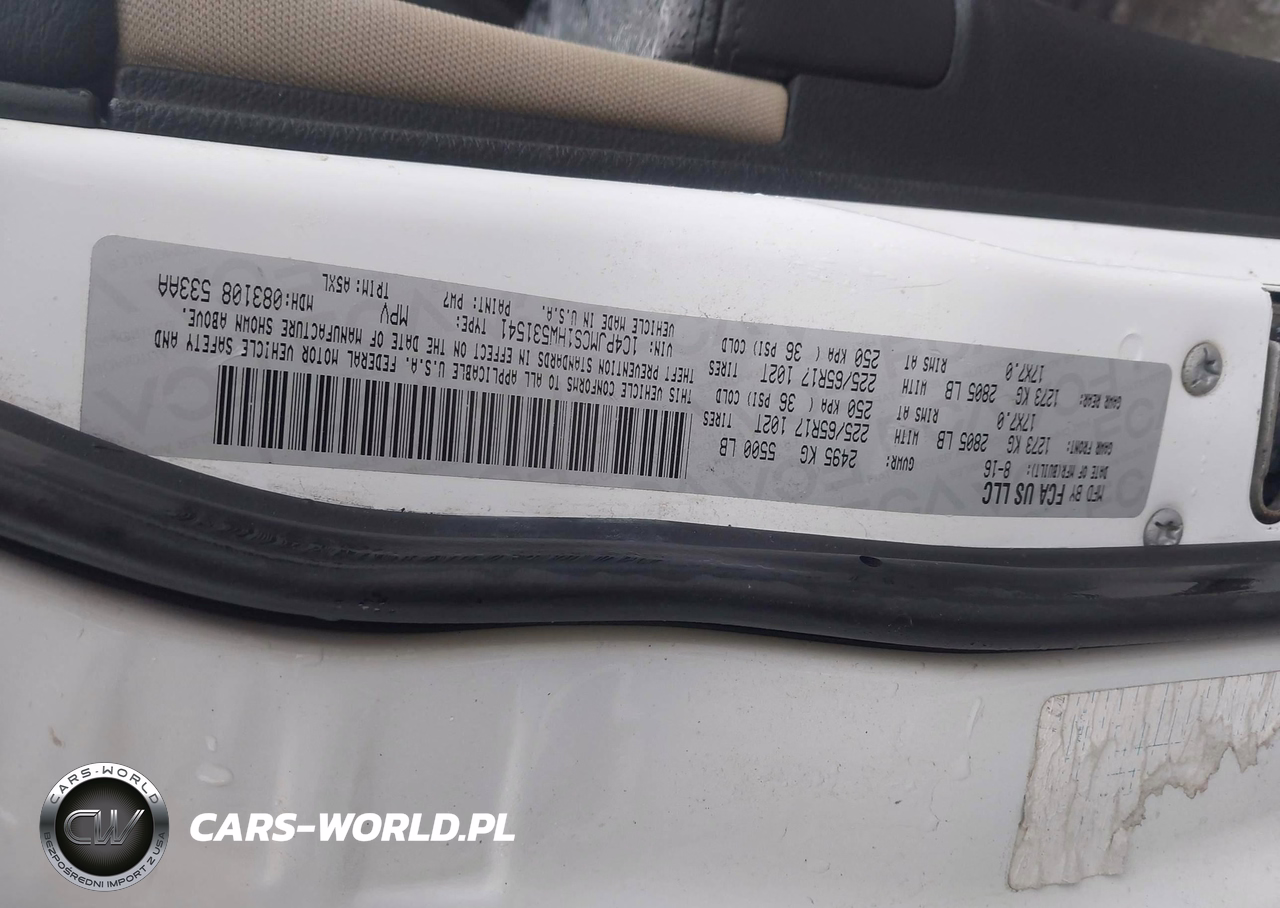 MFD BY FCA US LLC
DATE OF MFR(BUILT): 8-16 GVWR: 2495 KG 5500 LB
GAWR FRONT: 1273 KG 2805 LB WITH 225/65R17 102T TIRES
17X7.0 RIMS AT 250 KPA ( 36 PSI) COLD
GAWR REAR: 1273 KG 2805 LB WITH 225/65R17 102T TIRES
17X7.0 RIMS AT 250 KPA ( 36 PSI) COLD
THIS VEHICLE CONFORMS TO ALL APPLICABLE U.S.A. FEDERAL MOTOR VEHICLE SAFETY AND
THEFT PREVENTION STANDARDS IN EFFECT ON THE DATE OF MANUFACTURE SHOWN ABOVE.
VIN: 1C4PJMCS1HW531541 TYPE: MPV MDH: 083108 533AA
VEHICLE MADE IN U.S.A. PAINT: PW7 TRIM: A5XL
CARS-WORLD
CW
BEZPOŚREDNI IMPORT Z USA
CARS-WORLD.PL